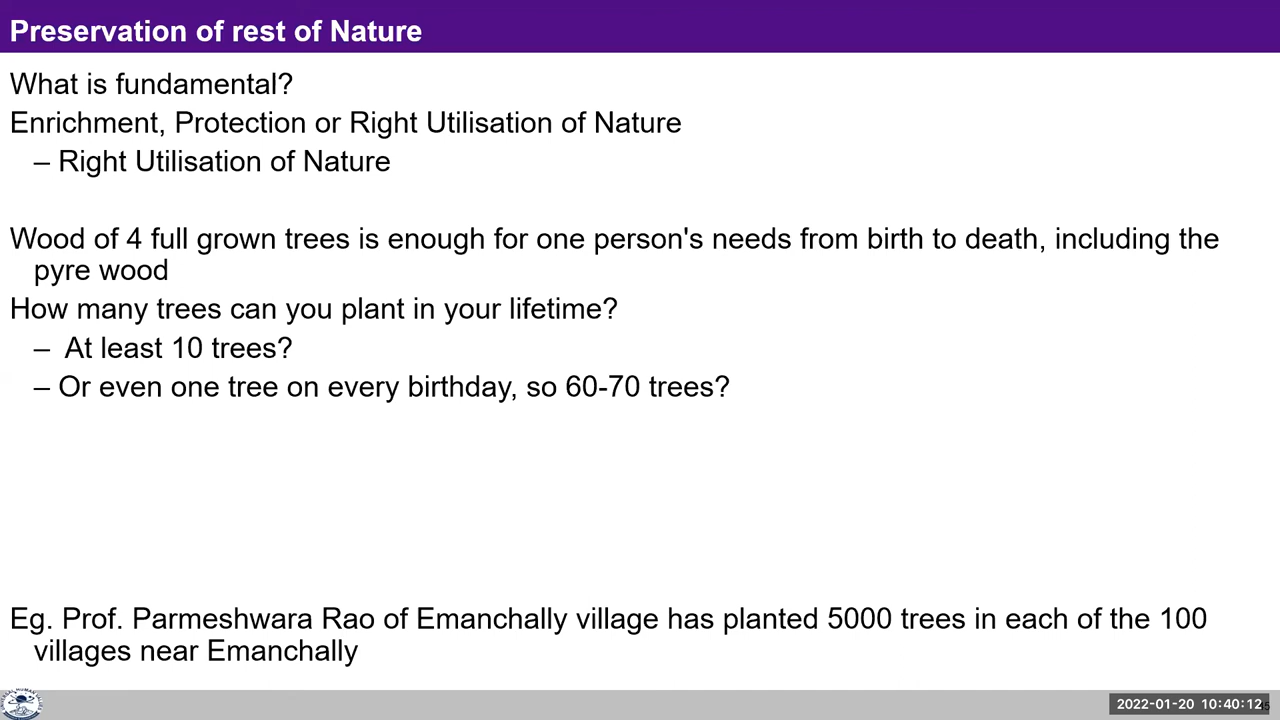 Preservation of rest of Nature
What is fundamental?
Enrichment, Protection or Right Utilisation of Nature
– Right Utilisation of Nature
Wood of 4 full grown trees is enough for one person's needs from birth to death, including the
pyre wood
How many trees can you plant in your lifetime?
– At least 10 trees?
– Or even one tree on every birthday, so 60-70 trees?
Eg. Prof. Parmeshwara Rao of Emanchally village has planted 5000 trees in each of the 100
villages near Emanchally
2022-01-20 10:40:12